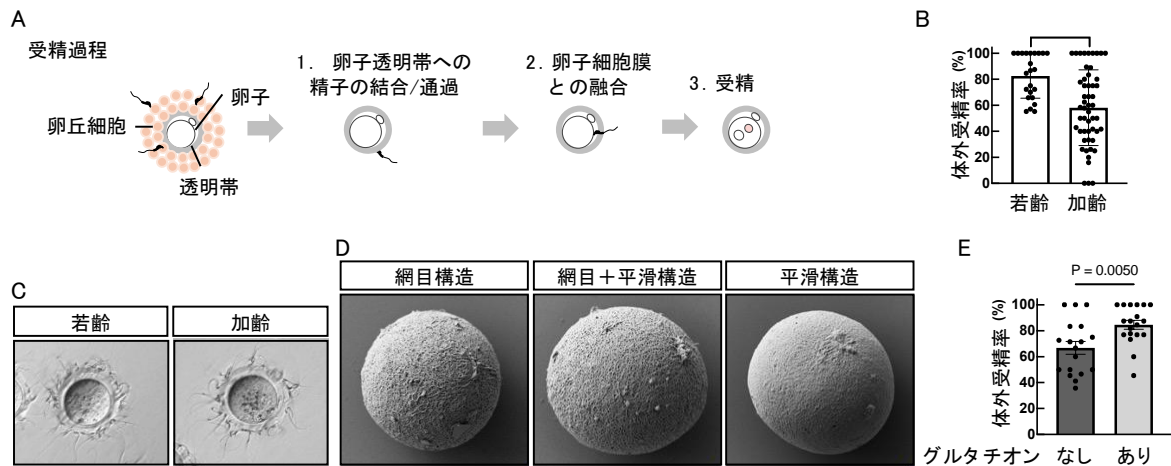 A
受精過程
卵丘細胞
卵子
透明帯
1. 卵子透明帯への
精子の結合/通過
2. 卵子細胞膜
との融合
3. 受精
B
体外受精率 (%)
100
80
60
40
20
0
若齢
加齢
C
若齢
加齢
D
網目構造
網目＋平滑構造
平滑構造
E
P = 0.0050
体外受精率 (%)
100
80
60
40
20
0
グルタチオン なし あり